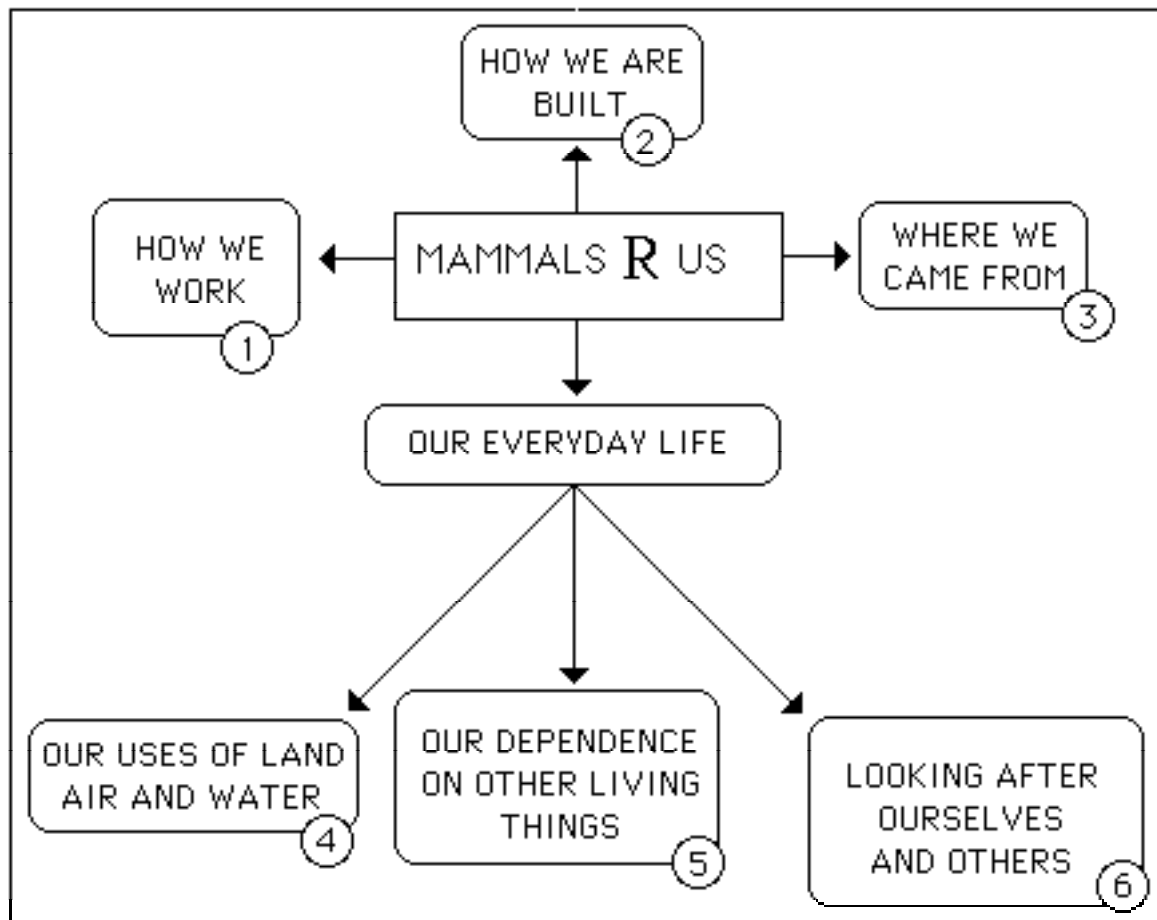 HOW WE ARE
BUILT
2
HOW WE
WORK
1
MAMMALS R US
WHERE WE
CAME FROM
3
OUR EVERYDAY LIFE
OUR USES OF LAND
AIR AND WATER
4
OUR DEPENDENCE
ON OTHER LIVING
THINGS
5
LOOKING AFTER
OURSELVES
AND OTHERS
6